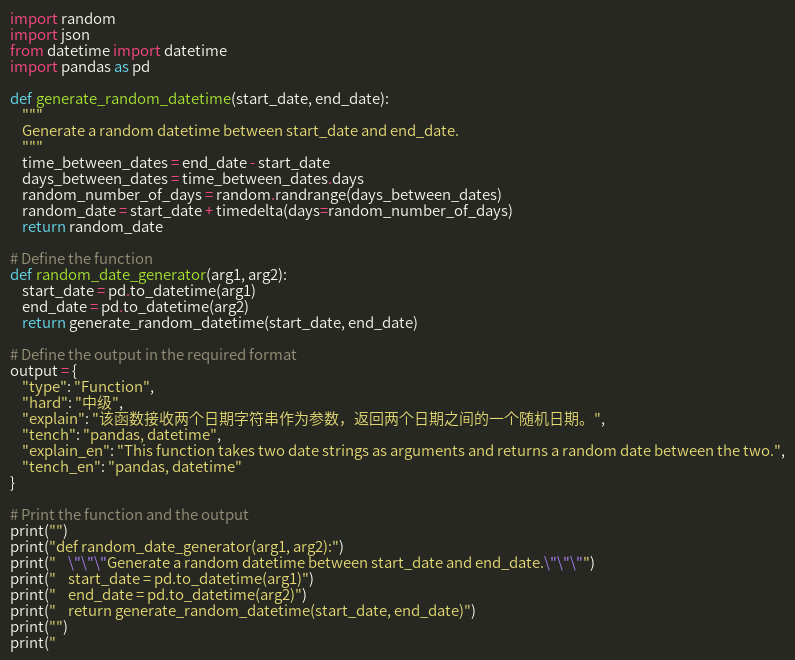 import random
import json
from datetime import datetime
import pandas as pd

def generate_random_datetime(start_date, end_date):
    """
    Generate a random datetime between start_date and end_date.
    """
    time_between_dates = end_date - start_date
    days_between_dates = time_between_dates.days
    random_number_of_days = random.randrange(days_between_dates)
    random_date = start_date + timedelta(days=random_number_of_days)
    return random_date

# Define the function
def random_date_generator(arg1, arg2):
    start_date = pd.to_datetime(arg1)
    end_date = pd.to_datetime(arg2)
    return generate_random_datetime(start_date, end_date)

# Define the output in the required format
output = {
    "type": "Function",
    "hard": "中级",
    "explain": "该函数接收两个日期字符串作为参数，返回两个日期之间的一个随机日期。",
    "tench": "pandas, datetime",
    "explain_en": "This function takes two date strings as arguments and returns a random date between the two.",
    "tench_en": "pandas, datetime"
}

# Print the function and the output
print("")
print("def random_date_generator(arg1, arg2):")
print("    \"\"\"Generate a random datetime between start_date and end_date.\"\"\"")
print("    start_date = pd.to_datetime(arg1)")
print("    end_date = pd.to_datetime(arg2)")
print("    return generate_random_datetime(start_date, end_date)")
print("")
print("